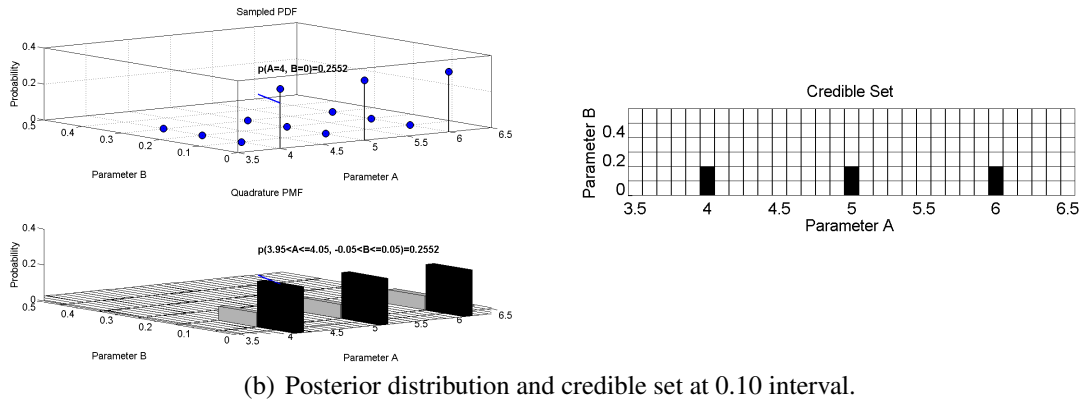 Sampled PDF
0.4
0.2
0
Probability
p(A=4, B=0)=0.2552
0.5
0.4
0.3
0.2
0.1
0
3.5
4
4.5
5
5.5
6
6.5
Parameter B
Parameter A
Quadrature PMF
0.4
0.2
0
Probability
p(3.95<A<=4.05, -0.05<B<=0.05)=0.2552
0.5
0.4
0.3
0.2
0.1
0
3.5
4
4.5
5
5.5
6
6.5
Parameter B
Parameter A
Credible Set
Parameter B
0.4
0.2
0
3.5 4 4.5 5 5.5 6 6.5
Parameter A
(b) Posterior distribution and credible set at 0.10 interval.